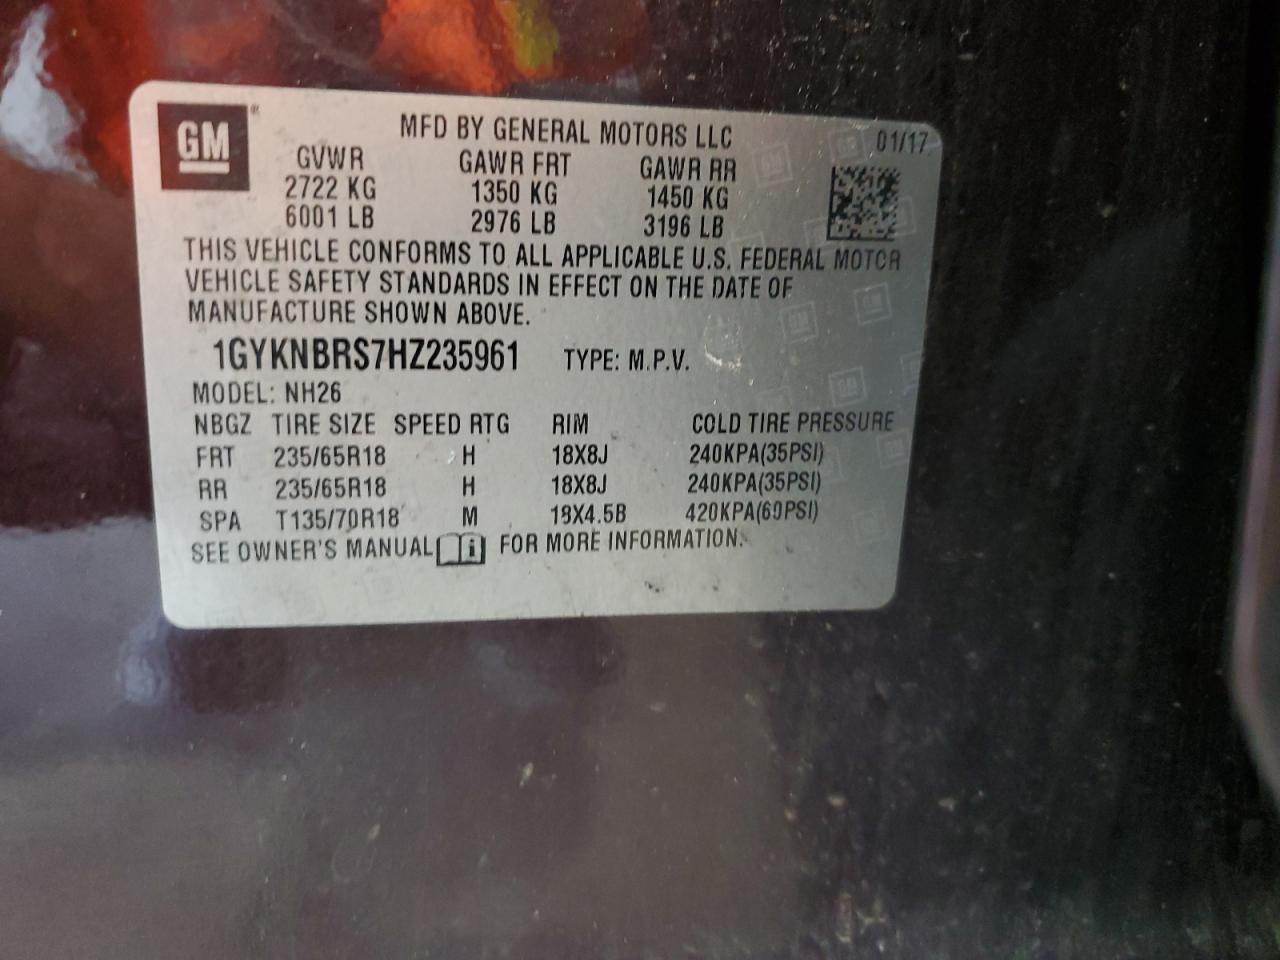 GM ®
MFD BY GENERAL MOTORS LLC 01/17
GVWR GAWR FRT GAWR RR
2722 KG 1350 KG 1450 KG
6001 LB 2976 LB 3196 LB
THIS VEHICLE CONFORMS TO ALL APPLICABLE U.S. FEDERAL MOTOR
VEHICLE SAFETY STANDARDS IN EFFECT ON THE DATE OF
MANUFACTURE SHOWN ABOVE.
1GYKNBRS7HZ235961 TYPE: M.P.V.
MODEL: NH26
NBGZ TIRE SIZE SPEED RTG RIM COLD TIRE PRESSURE
FRT 235/65R18 H 18X8J 240KPA(35PSI)
RR 235/65R18 H 18X8J 240KPA(35PSI)
SPA T135/70R18 M 18X4.5B 420KPA(60PSI)
SEE OWNER'S MANUAL i FOR MORE INFORMATION.